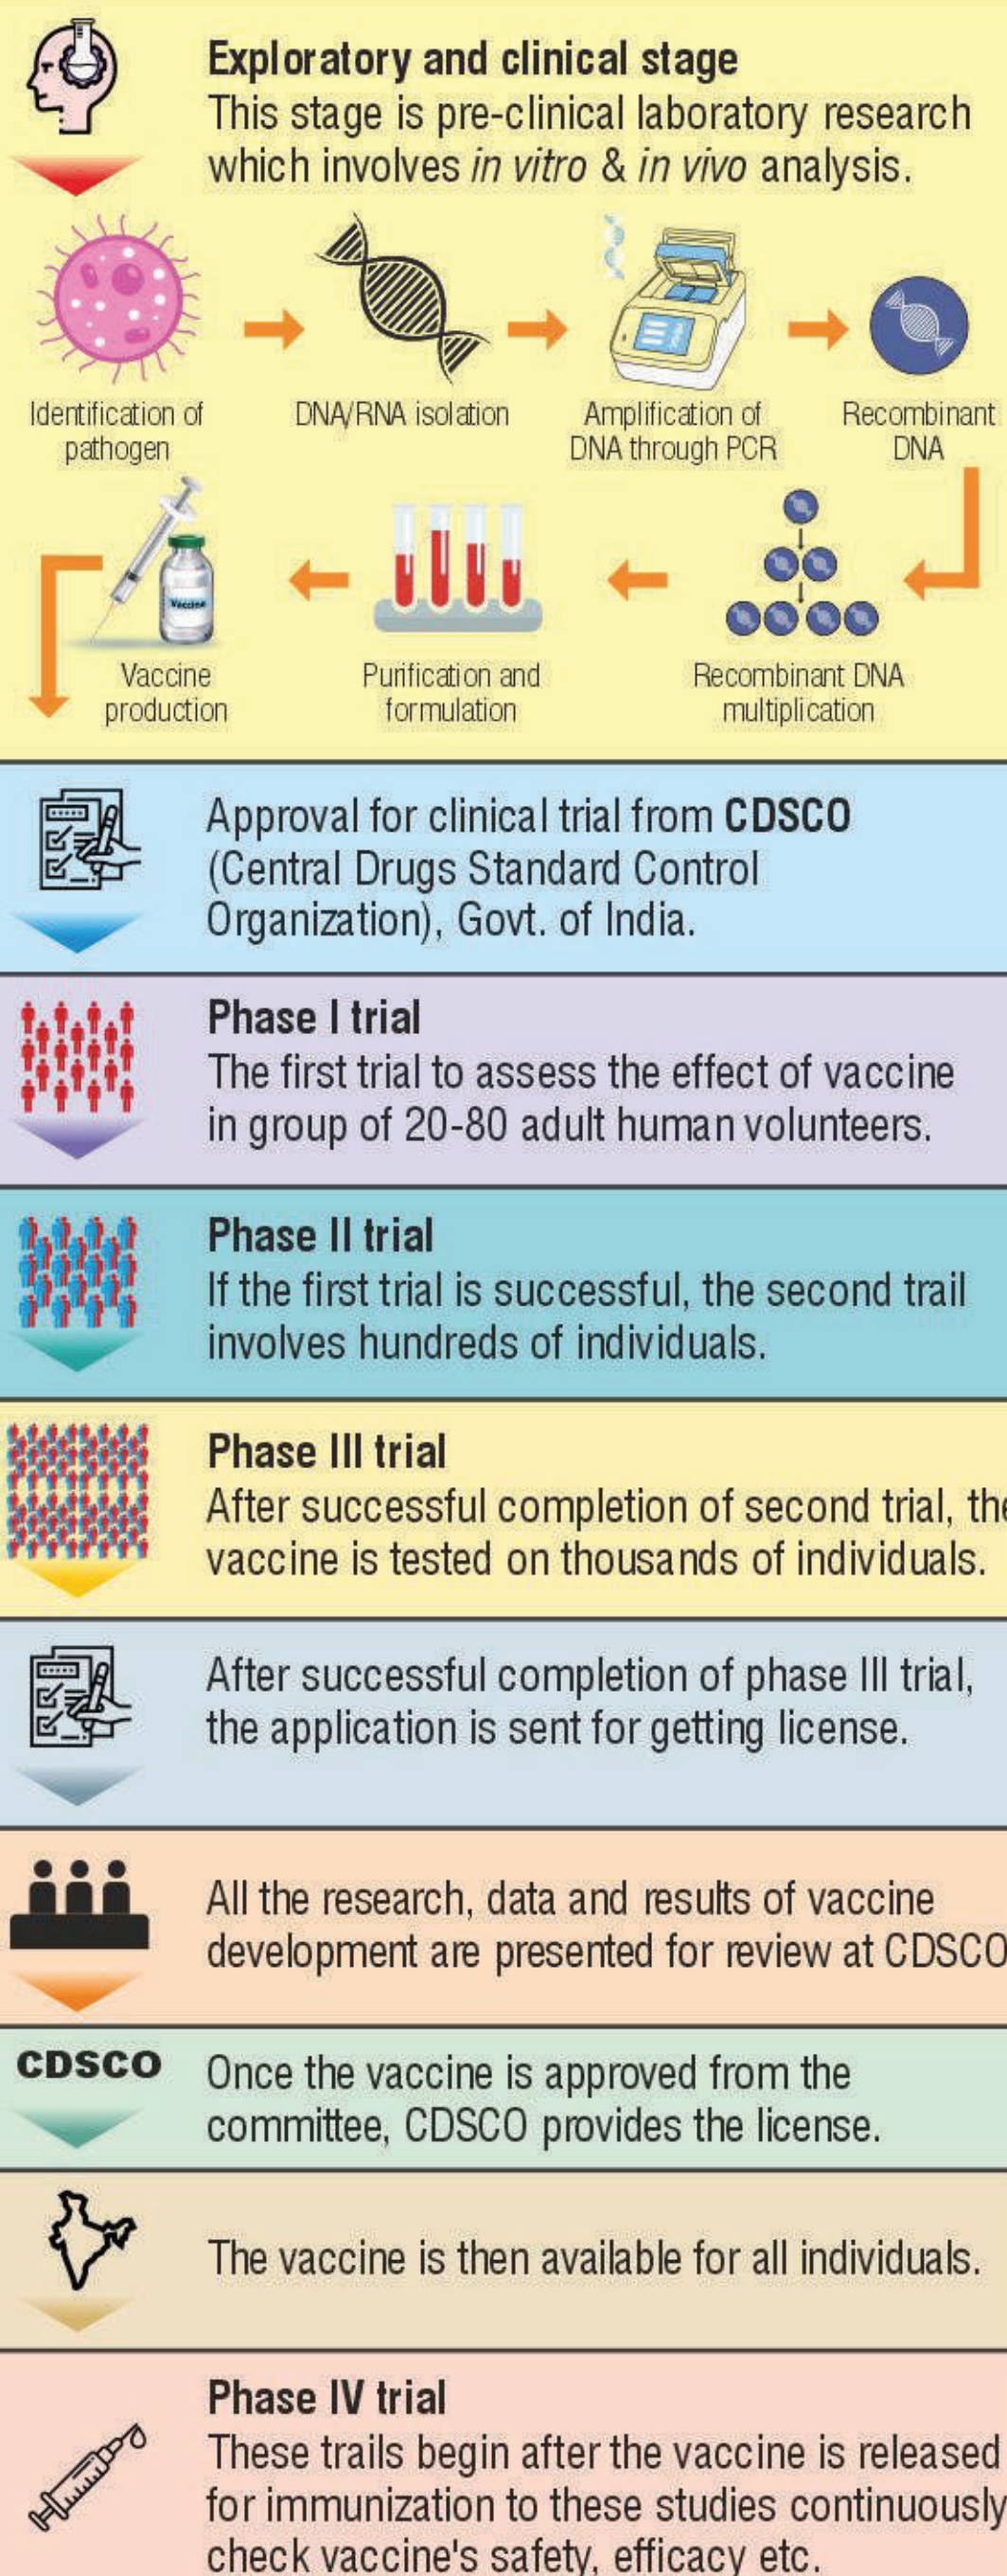 Exploratory and clinical stage
This stage is pre-clinical laboratory research
which involves in vitro & in vivo analysis.
Identification of
pathogen
DNA/RNA isolation
Amplification of
DNA through PCR
Recombinant
DNA
Vaccine
Vaccine
production
Purification and
formulation
Recombinant DNA
multiplication
Approval for clinical trial from CDSCO
(Central Drugs Standard Control
Organization), Govt. of India.
Phase I trial
The first trial to assess the effect of vaccine
in group of 20-80 adult human volunteers.
Phase II trial
If the first trial is successful, the second trail
involves hundreds of individuals.
Phase III trial
After successful completion of second trial, the
vaccine is tested on thousands of individuals.
After successful completion of phase III trial,
the application is sent for getting license.
All the research, data and results of vaccine
development are presented for review at CDSCO
CDSCO
Once the vaccine is approved from the
committee, CDSCO provides the license.
The vaccine is then available for all individuals.
Phase IV trial
These trails begin after the vaccine is released
for immunization to these studies continuously
check vaccine's safety, efficacy etc.